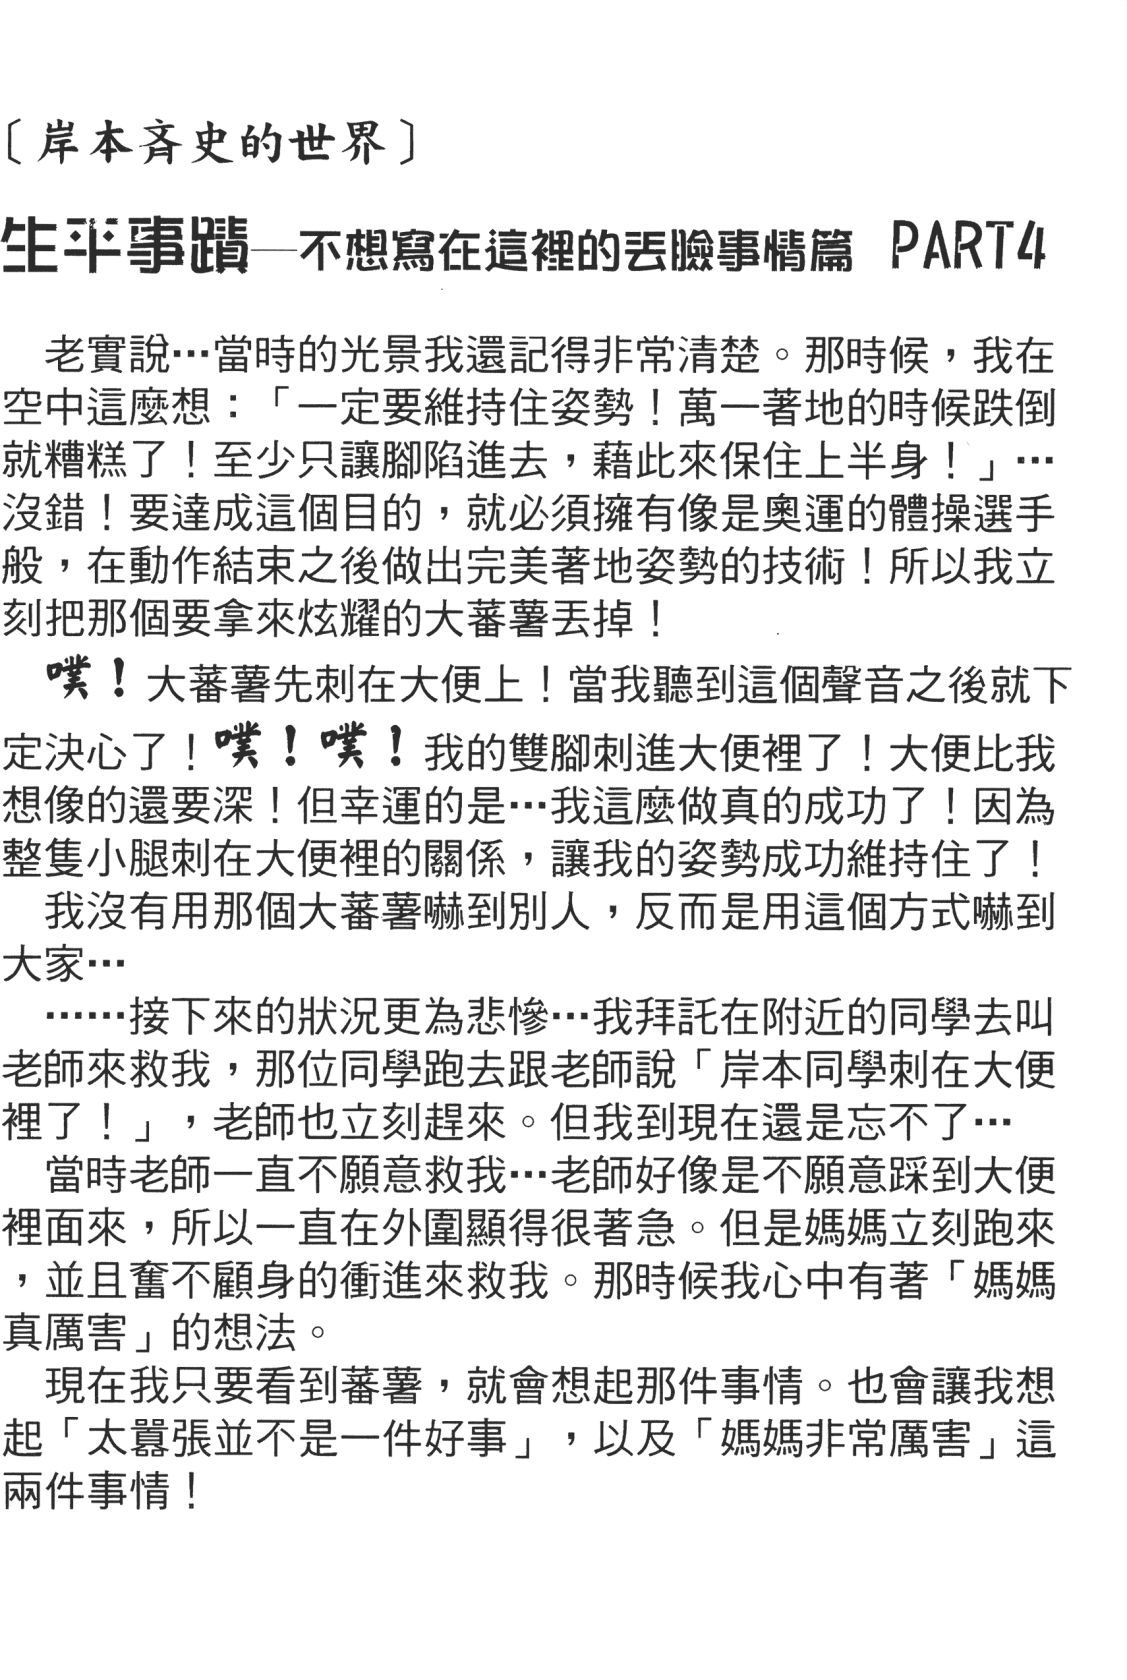 〔岸本斉史的世界〕
生平事蹟—不想寫在這裡的丟臉事情篇 PART4
老實說…當時的光景我還記得非常清楚。那時候，我在
空中這麼想：「一定要維持住姿勢！萬一著地的時候跌倒
就糟糕了！至少只讓腳陷進去，藉此來保住上半身！」…
沒錯！要達成這個目的，就必須擁有像是奧運的體操選手
般，在動作結束之後做出完美著地姿勢的技術！所以我立
刻把那個要拿來炫耀的大蕃薯丟掉！
噗！大蕃薯先刺在大便上！當我聽到這個聲音之後就下
定決心了！噗！噗！我的雙腳刺進大便裡了！大便比我
想像的還要深！但幸運的是…我這麼做真的成功了！因為
整隻小腿刺在大便裡的關係，讓我的姿勢成功維持住了！
我沒有用那個大蕃薯嚇到別人，反而是用這個方式嚇到
大家…
……接下來的狀況更為悲慘…我拜託在附近的同學去叫
老師來救我，那位同學跑去跟老師說「岸本同學刺在大便
裡了！」，老師也立刻趕來。但我到現在還是忘不了…
當時老師一直不願意救我…老師好像是不願意踩到大便
裡面來，所以一直在外圍顯得很著急。但是媽媽立刻跑來
，並且奮不顧身的衝進來救我。那時候我心中有著「媽媽
真厲害」的想法。
現在我只要看到蕃薯，就會想起那件事情。也會讓我想
起「太囂張並不是一件好事」，以及「媽媽非常厲害」這
兩件事情！